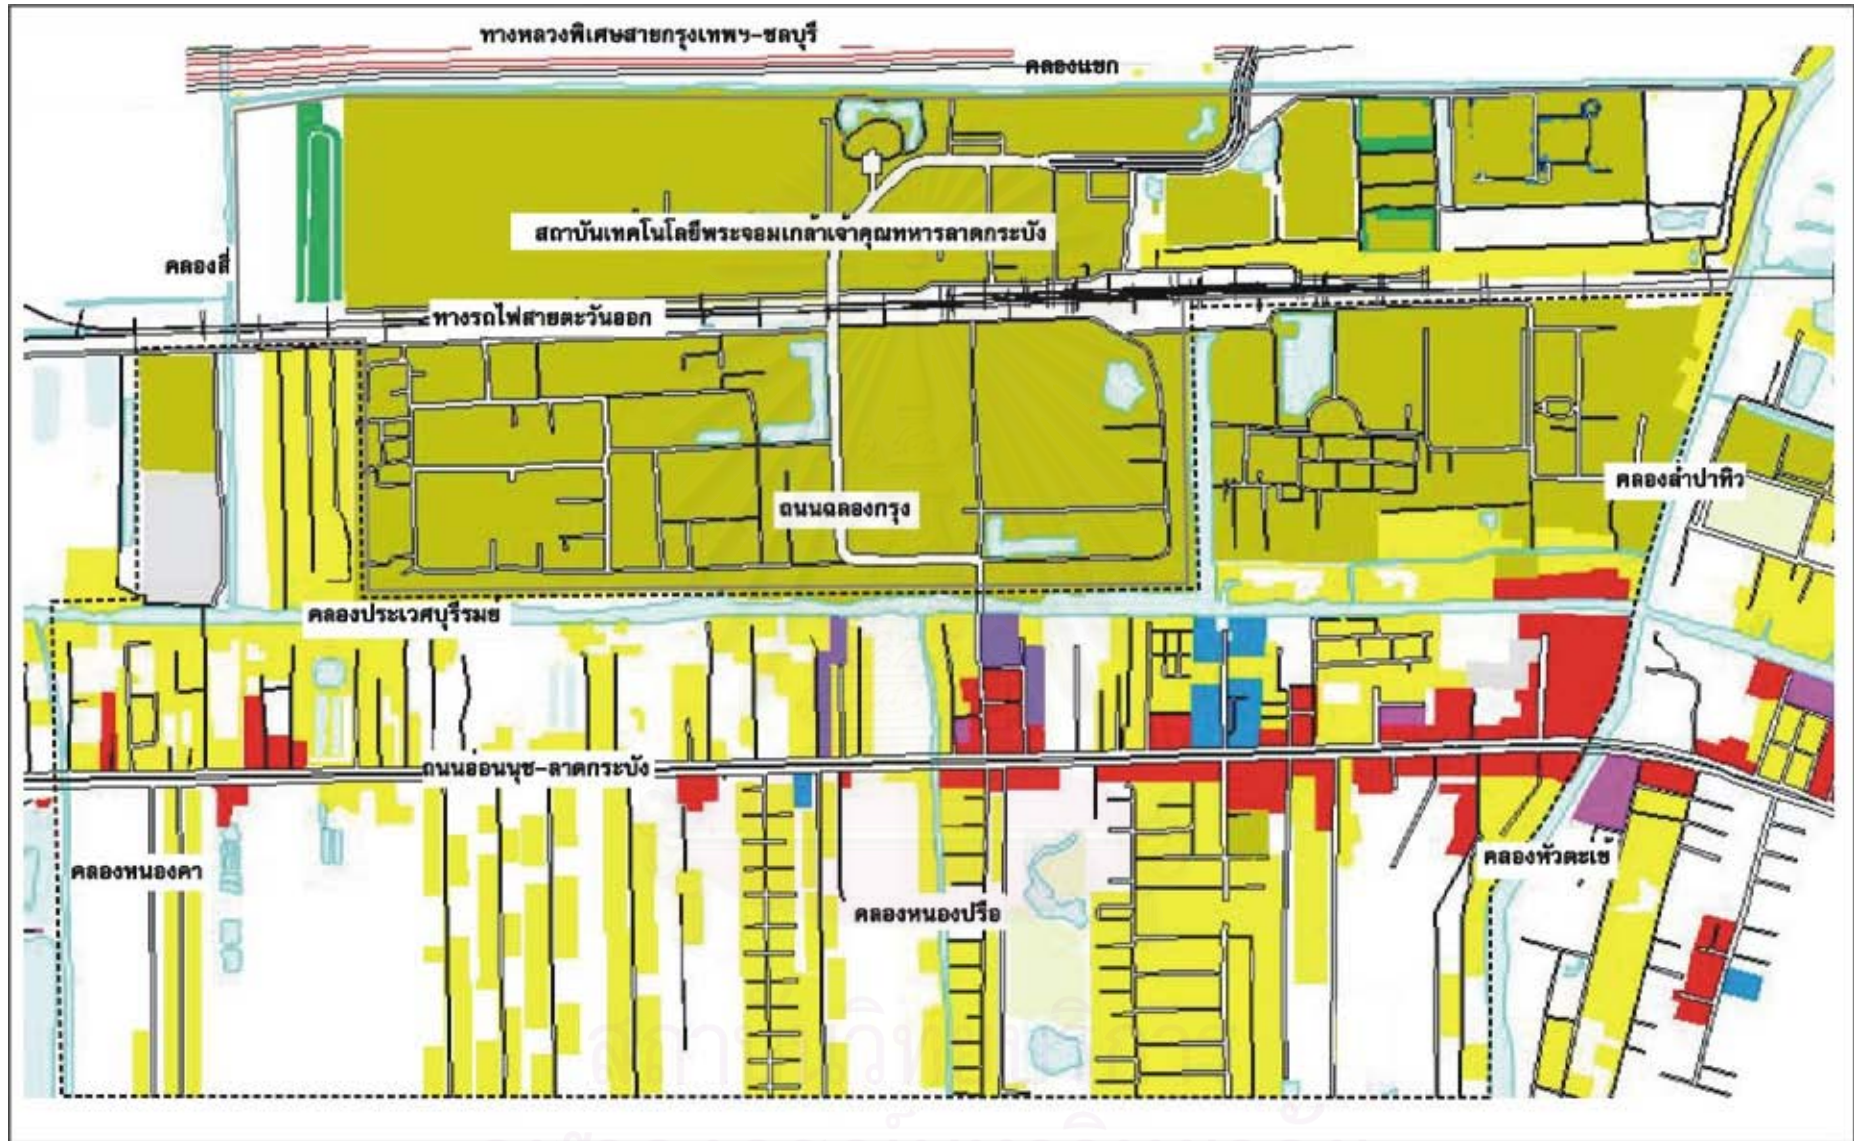 ทางหลวงพิเศษสายกรุงเทพฯ-ชลบุรี
คลองแขก
สถาบันเทคโนโลยีพระจอมเกล้าเจ้าคุณทหารลาดกระบัง
ทางรถไฟสายตะวันออก
คลองลำปาทิว
ถนนฉลองกรุง
คลองประเวศบุรีรมย์
ถนนอ่อนนุช-ลาดกระบัง
คลองหัวตะเข้
คลองหนองคา
คลองหนองปรือ